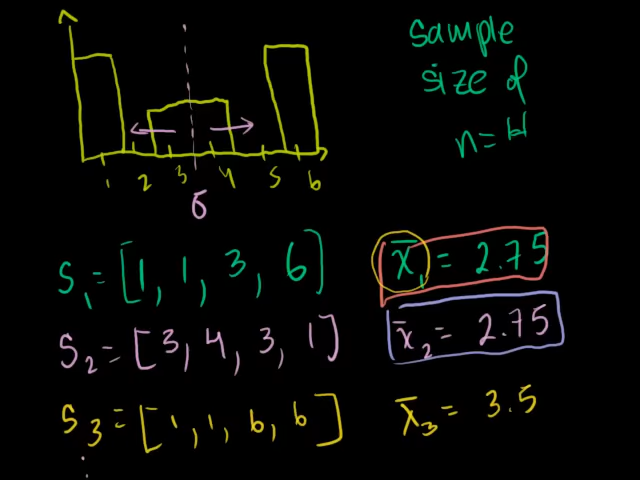 sample
size of
n=4
1 2 3 4 5 6
σ
S₁ = [1, 1, 3, 6]
x̄₁ = 2.75
S₂ = [3, 4, 3, 1]
x̄₂ = 2.75
S₃ = [1, 1, 6, 6]
x̄₃ = 3.5